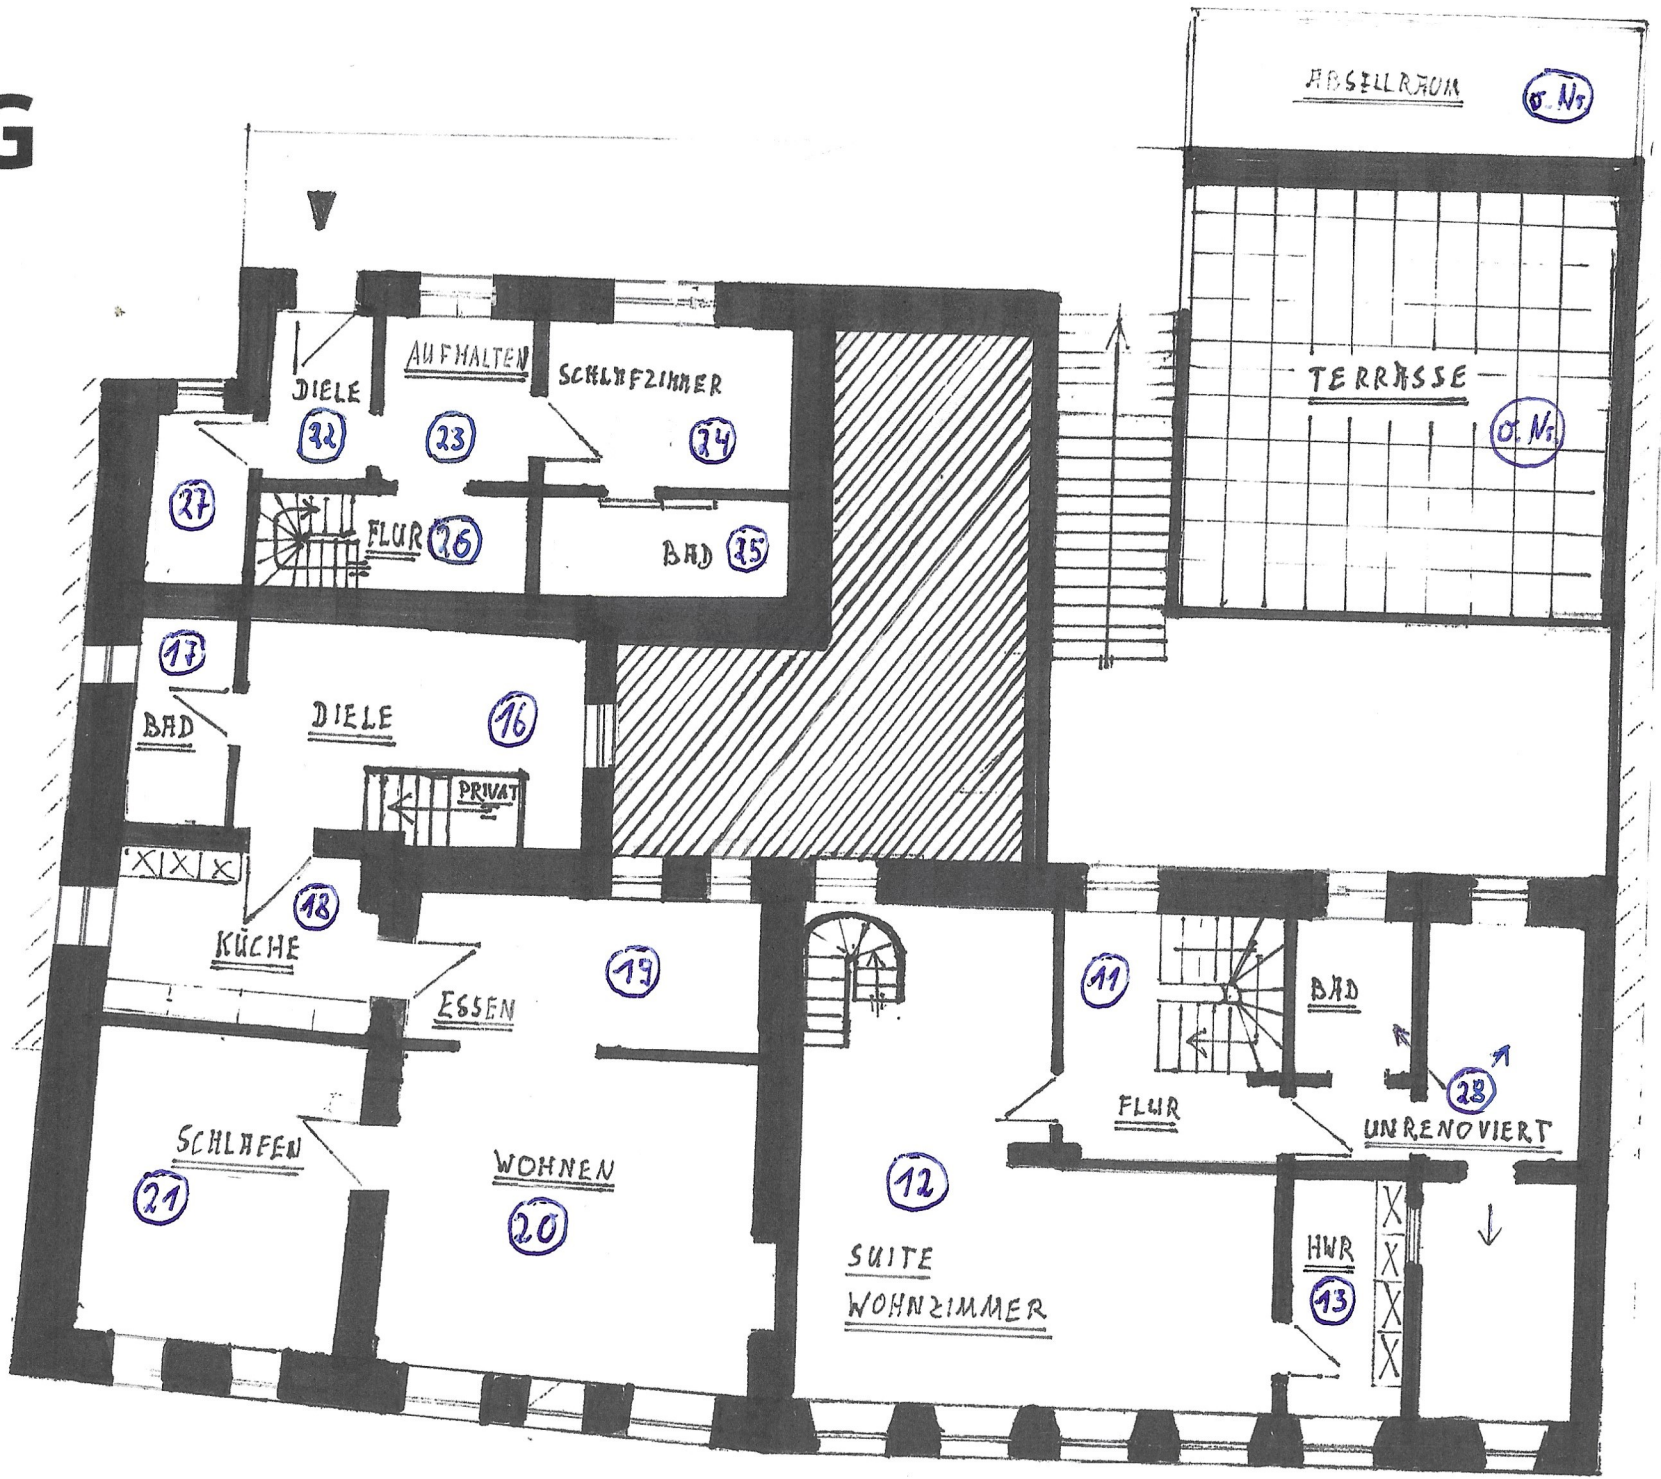 G
ABSELLRAUM o. Nr.
TERRASSE
o. Nr.
AUFHALTEN
SCHLAFZIMMER
DIELE
22
23
24
27
FLUR 26
BAD 25
17
BAD
DIELE
16
PRIVAT
18
KÜCHE
19
ESSEN
11
BAD
28
FLUR
UNRENOVIERT
SCHLAFEN
21
WOHNEN
20
12
SUITE
WOHNZIMMER
HWR
13